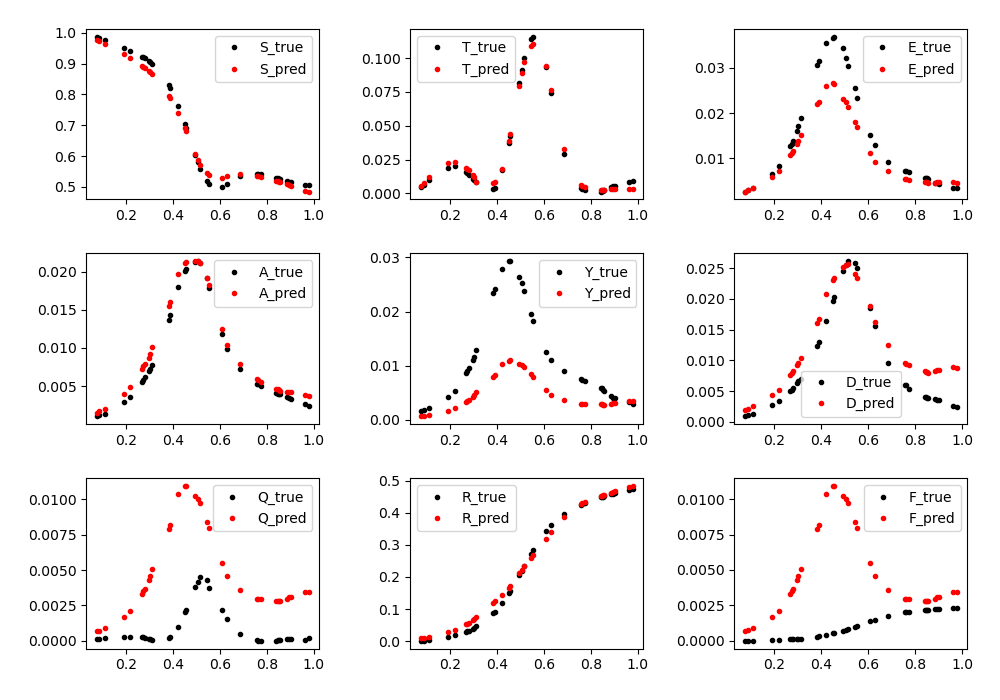 1.0
0.9
0.8
0.7
0.6
0.5
S_true
S_pred
0.2 0.4 0.6 0.8 1.0
0.100
0.075
0.050
0.025
0.000
T_true
T_pred
0.2 0.4 0.6 0.8 1.0
0.03
0.02
0.01
E_true
E_pred
0.2 0.4 0.6 0.8 1.0
0.020
0.015
0.010
0.005
A_true
A_pred
0.2 0.4 0.6 0.8 1.0
0.03
0.02
0.01
0.00
Y_true
Y_pred
0.2 0.4 0.6 0.8 1.0
0.025
0.020
0.015
0.010
0.005
0.000
D_true
D_pred
0.2 0.4 0.6 0.8 1.0
0.0100
0.0075
0.0050
0.0025
0.0000
Q_true
Q_pred
0.2 0.4 0.6 0.8 1.0
0.5
0.4
0.3
0.2
0.1
0.0
R_true
R_pred
0.2 0.4 0.6 0.8 1.0
0.0100
0.0075
0.0050
0.0025
0.0000
F_true
F_pred
0.2 0.4 0.6 0.8 1.0